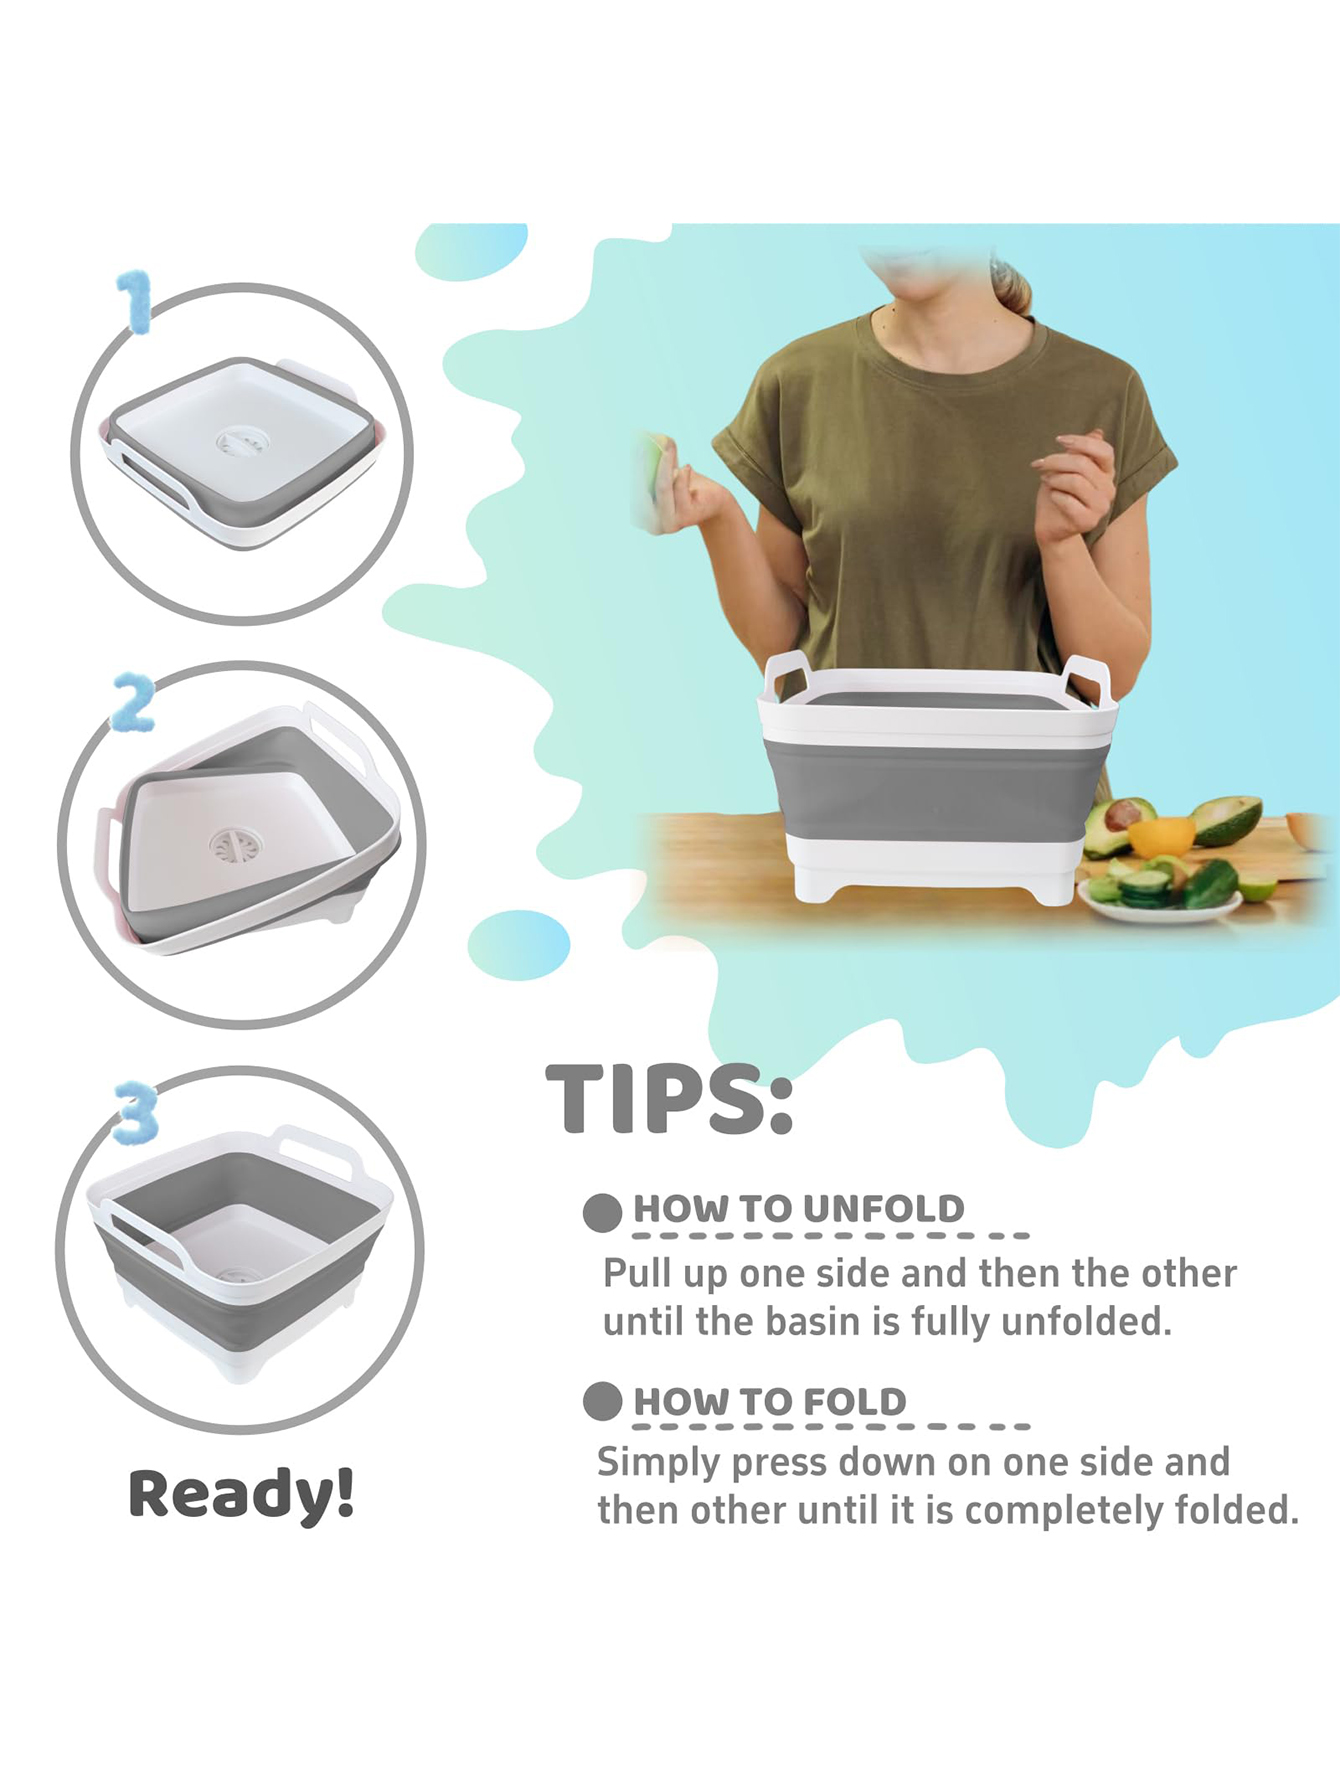 1
2
3
Ready!
TIPS:
HOW TO UNFOLD
Pull up one side and then the other
until the basin is fully unfolded.
HOW TO FOLD
Simply press down on one side and
then other until it is completely folded.